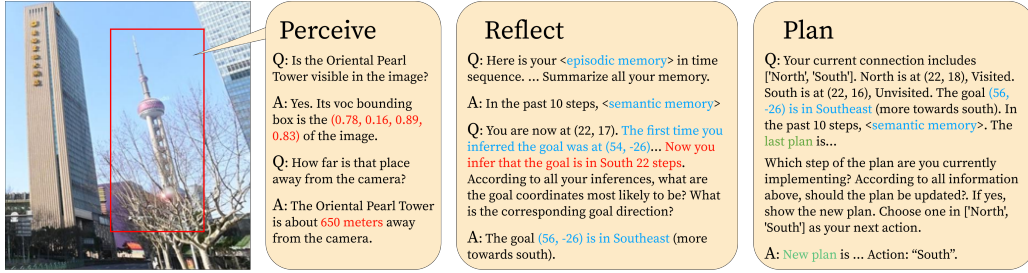 Perceive
Q: Is the Oriental Pearl
Tower visible in the image?
A: Yes. Its voc bounding
box is the (0.78, 0.16, 0.89,
0.83) of the image.
Q: How far is that place
away from the camera?
A: The Oriental Pearl Tower
is about 650 meters away
from the camera.
Reflect
Q: Here is your <episodic memory> in time
sequence. ... Summarize all your memory.
A: In the past 10 steps, <semantic memory>
Q: You are now at (22, 17). The first time you
inferred the goal was at (54, -26)... Now you
infer that the goal is in South 22 steps.
According to all your inferences, what are
the goal coordinates most likely to be? What
is the corresponding goal direction?
A: The goal (56, -26) is in Southeast (more
towards south).
Plan
Q: Your current connection includes
['North', 'South']. North is at (22, 18), Visited.
South is at (22, 16), Unvisited. The goal (56,
-26) is in Southeast (more towards south). In
the past 10 steps, <semantic memory>. The
last plan is...
Which step of the plan are you currently
implementing? According to all information
above, should the plan be updated?. If yes,
show the new plan. Choose one in ['North',
'South'] as your next action.
A: New plan is ... Action: “South”.